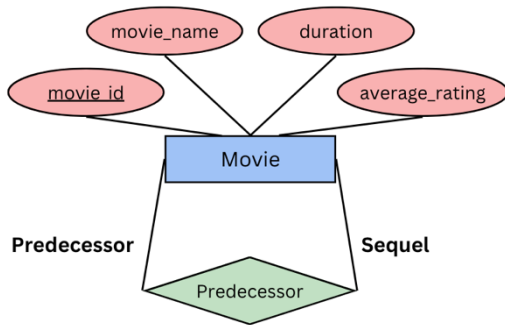 movie_name
duration
movie_id
average_rating
Movie
Predecessor
Sequel
Predecessor